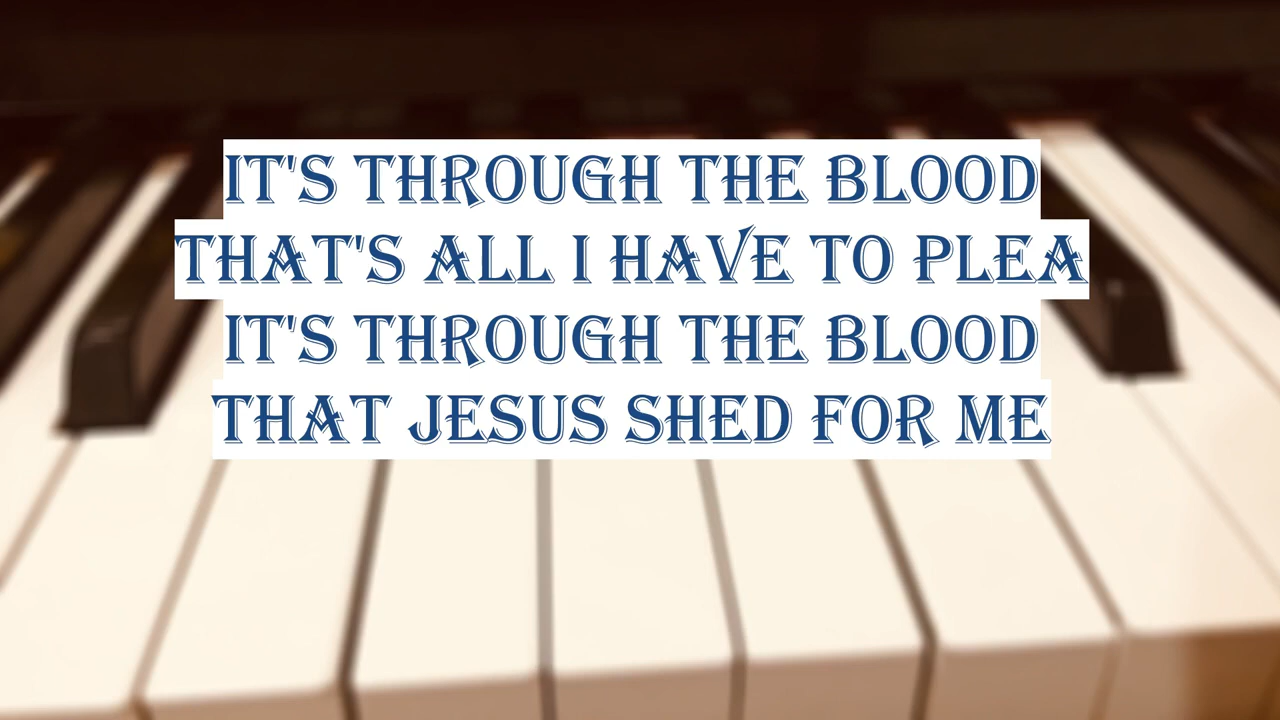 IT'S THROUGH THE BLOOD
THAT'S ALL I HAVE TO PLEA
IT'S THROUGH THE BLOOD
THAT JESUS SHED FOR ME